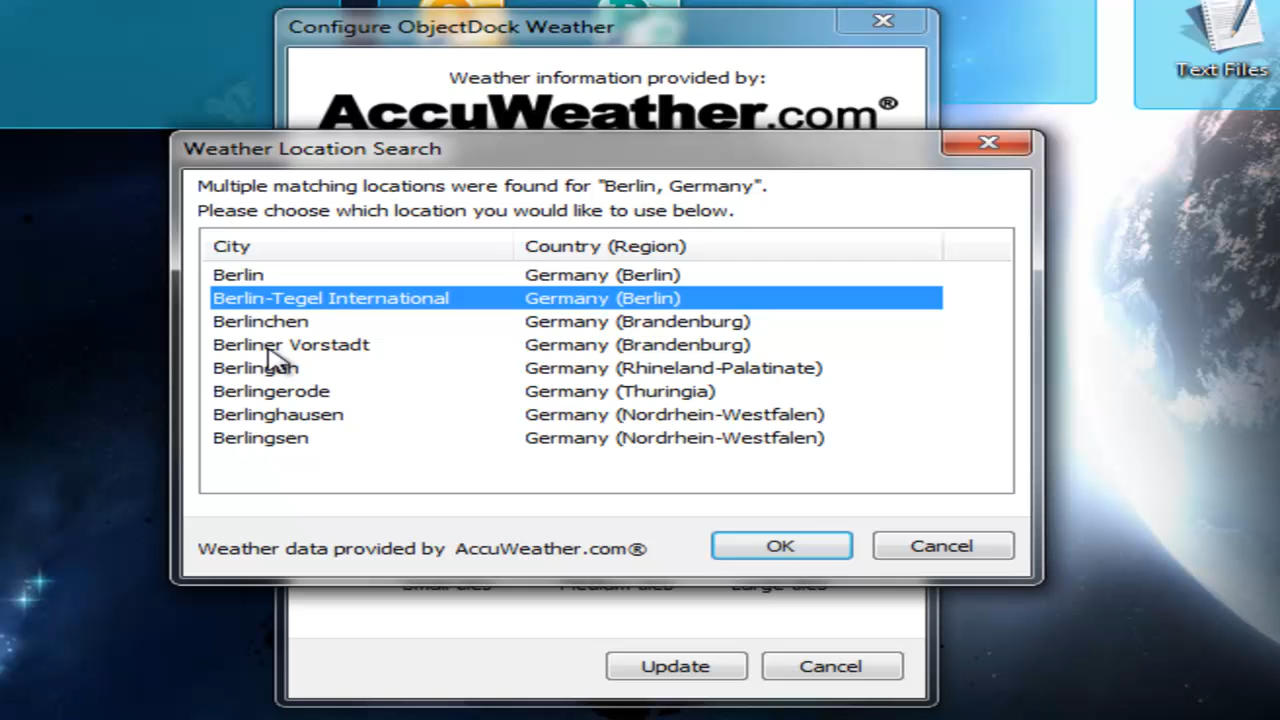 Configure ObjectDock Weather
Text Files
Weather information provided by:
AccuWeather.com®
Weather Location Search
Multiple matching locations were found for "Berlin, Germany".
Please choose which location you would like to use below.
City Country (Region)
Berlin Germany (Berlin)
Berlin-Tegel International Germany (Berlin)
Berlinchen Germany (Brandenburg)
Berliner Vorstadt Germany (Brandenburg)
Germany (Rhineland-Palatinate)
Berlingerode Germany (Thuringia)
Berlinghausen Germany (Nordrhein-Westfalen)
Berlingsen Germany (Nordrhein-Westfalen)
Weather data provided by AccuWeather.com®
OK Cancel
Update Cancel